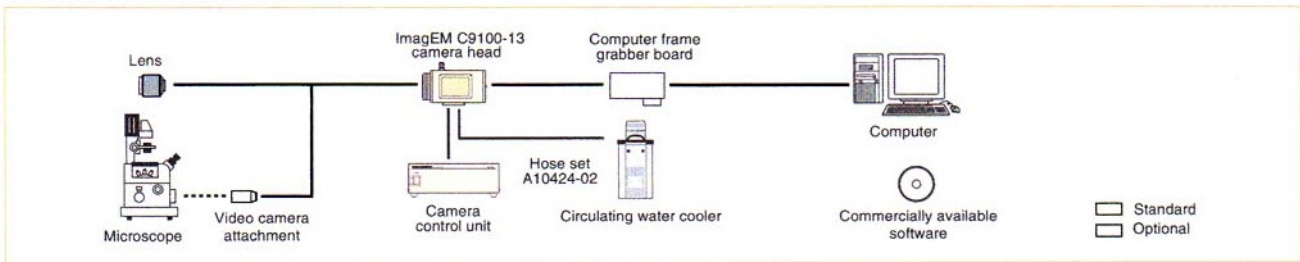 ImagEM C9100-13
camera head
Computer frame
grabber board
Lens
Computer
Hose set
A10424-02
Microscope
Video camera
attachment
Camera
control unit
Circulating water cooler
Commercially available
software
Standard
Optional